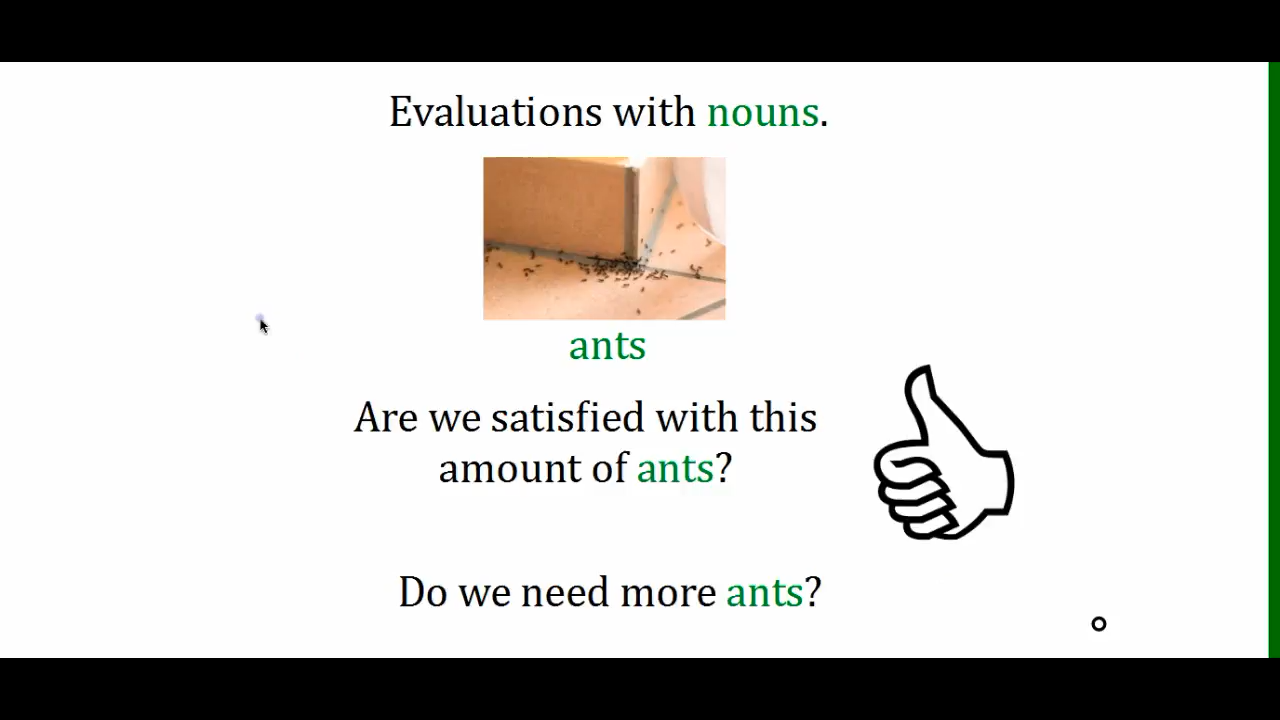 Evaluations with nouns.
ants
Are we satisfied with this
amount of ants?
Do we need more ants?